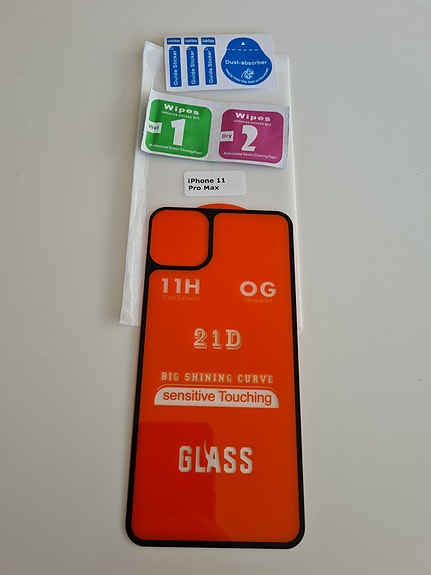 Guide Sticker
Guide Sticker
Guide Sticker
Dust-absorber
Wipes
Wet
1
Wipes
Dry
2
iPhone 11
Pro Max
11H
OG
Tempered
21D
BIG SHINING CURVE
sensitive Touching
GLASS